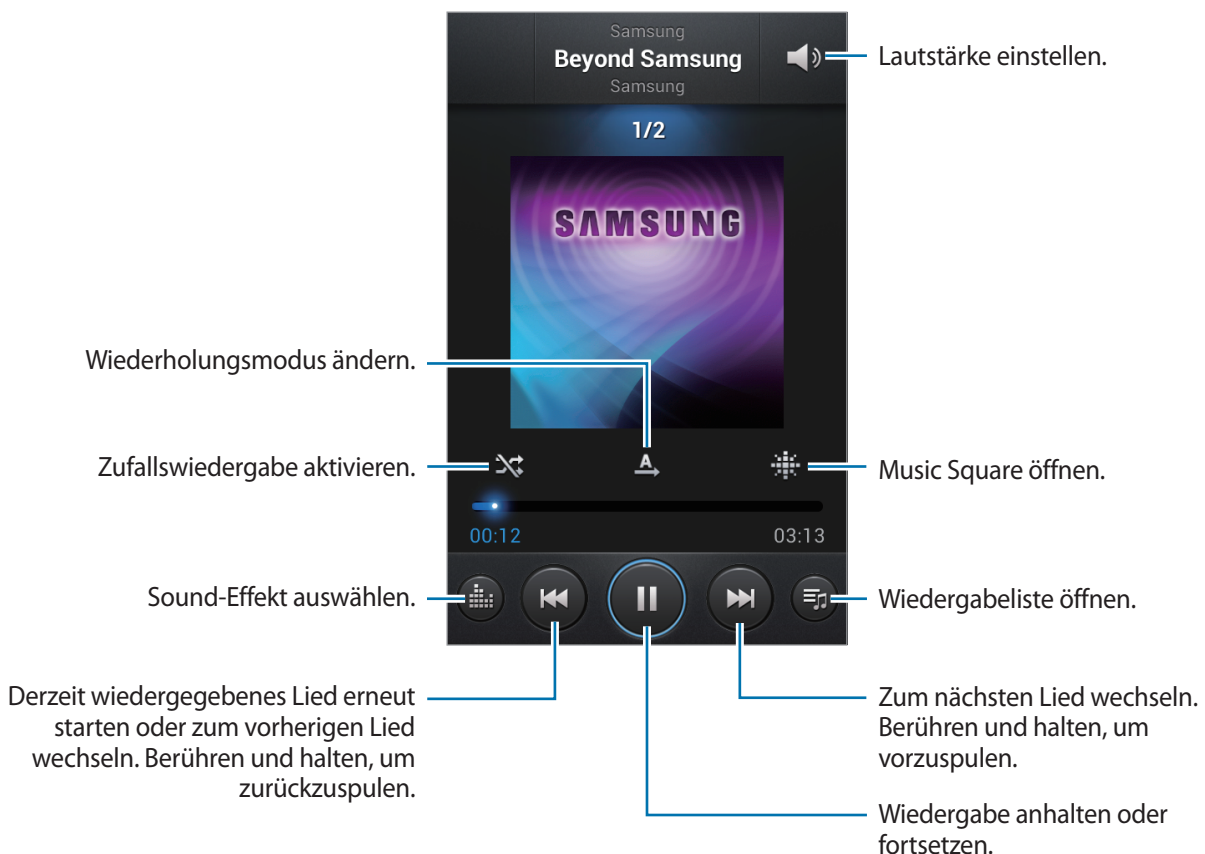 Samsung
Beyond Samsung
Samsung
Lautstärke einstellen.
1/2
SAMSUNG
Wiederholungsmodus ändern.
Zufallswiedergabe aktivieren.
A
Music Square öffnen.
00:12
03:13
Sound-Effekt auswählen.
Wiedergabeliste öffnen.
Derzeit wiedergegebenes Lied erneut
starten oder zum vorherigen Lied
wechseln. Berühren und halten, um
zurückzuspulen.
Zum nächsten Lied wechseln.
Berühren und halten, um
vorzuspulen.
Wiedergabe anhalten oder
fortsetzen.